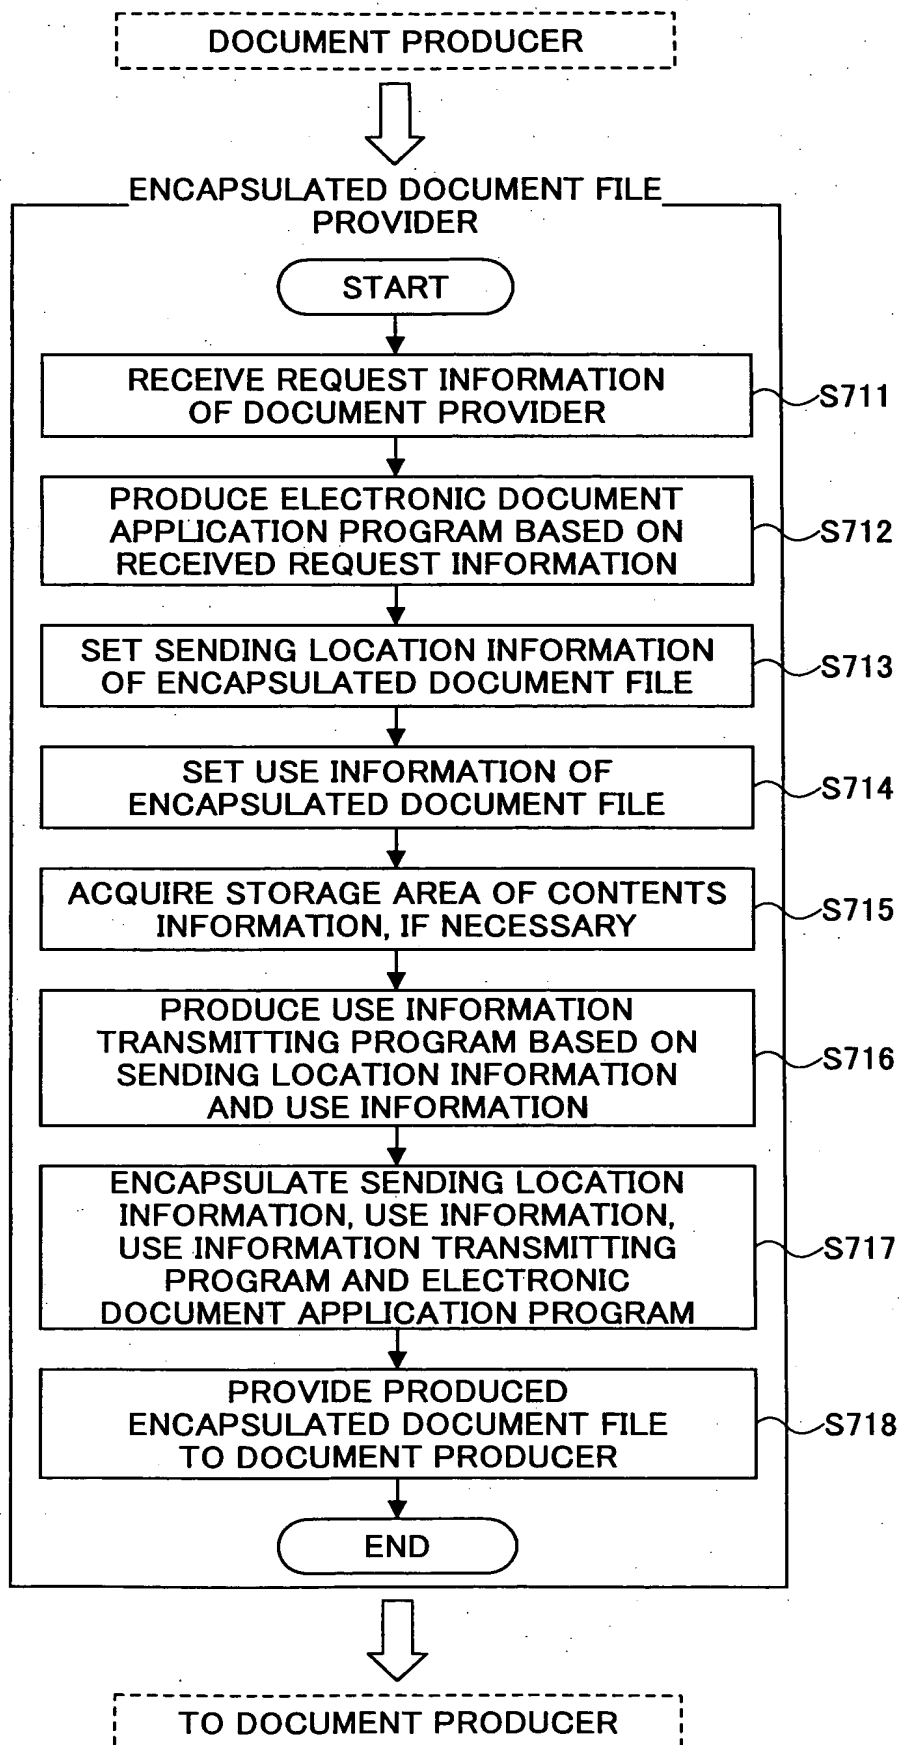 DOCUMENT PRODUCER
ENCAPSULATED DOCUMENT FILE
PROVIDER
START
RECEIVE REQUEST INFORMATION
OF DOCUMENT PROVIDER
S711
PRODUCE ELECTRONIC DOCUMENT
APPLICATION PROGRAM BASED ON
RECEIVED REQUEST INFORMATION
S712
SET SENDING LOCATION INFORMATION
OF ENCAPSULATED DOCUMENT FILE
S713
SET USE INFORMATION OF
ENCAPSULATED DOCUMENT FILE
S714
ACQUIRE STORAGE AREA OF CONTENTS
INFORMATION, IF NECESSARY
S715
PRODUCE USE INFORMATION
TRANSMITTING PROGRAM BASED ON
SENDING LOCATION INFORMATION
AND USE INFORMATION
S716
ENCAPSULATE SENDING LOCATION
INFORMATION, USE INFORMATION,
USE INFORMATION TRANSMITTING
PROGRAM AND ELECTRONIC
DOCUMENT APPLICATION PROGRAM
S717
PROVIDE PRODUCED
ENCAPSULATED DOCUMENT FILE
TO DOCUMENT PRODUCER
S718
END
TO DOCUMENT PRODUCER